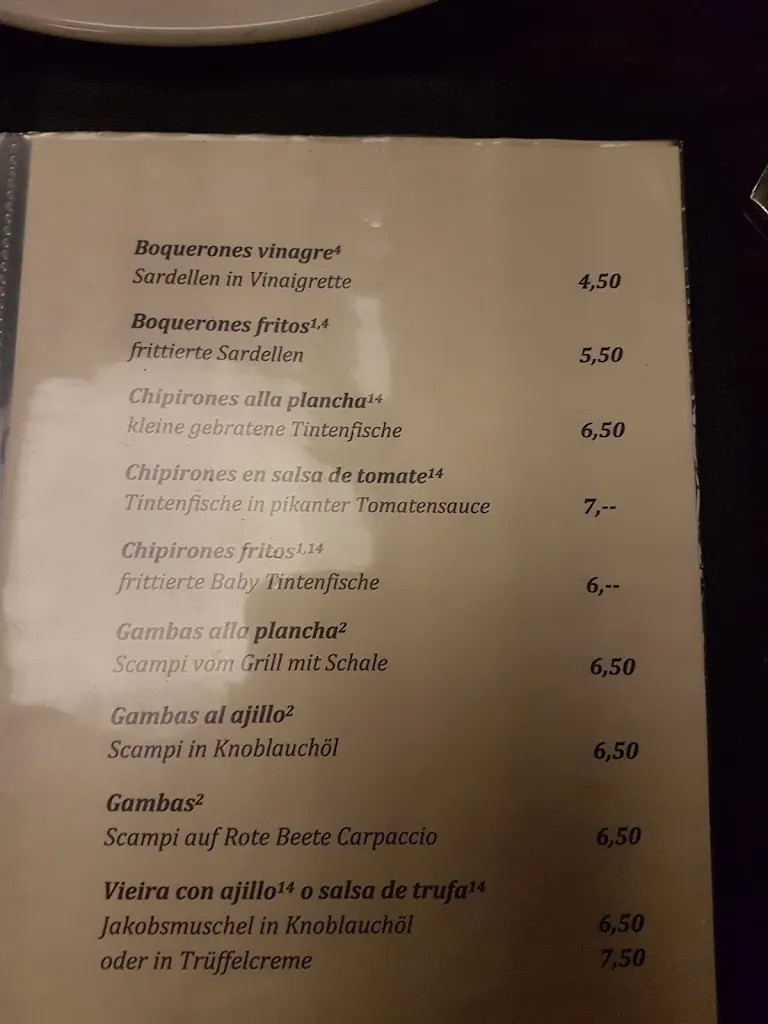 Boquerones vinagre⁴
Sardellen in Vinaigrette 4,50
Boquerones fritos¹,⁴
frittierte Sardellen 5,50
Chipirones alla plancha¹⁴
kleine gebratene Tintenfische 6,50
Chipirones en salsa de tomate¹⁴
Tintenfische in pikanter Tomatensauce 7,--
Chipirones fritos¹,¹⁴
frittierte Baby Tintenfische 6,--
Gambas alla plancha²
Scampi vom Grill mit Schale 6,50
Gambas al ajillo²
Scampi in Knoblauchöl 6,50
Gambas²
Scampi auf Rote Beete Carpaccio 6,50
Vieira con ajillo¹⁴ o salsa de trufa¹⁴
Jakobsmuschel in Knoblauchöl 6,50
oder in Trüffelcreme 7,50